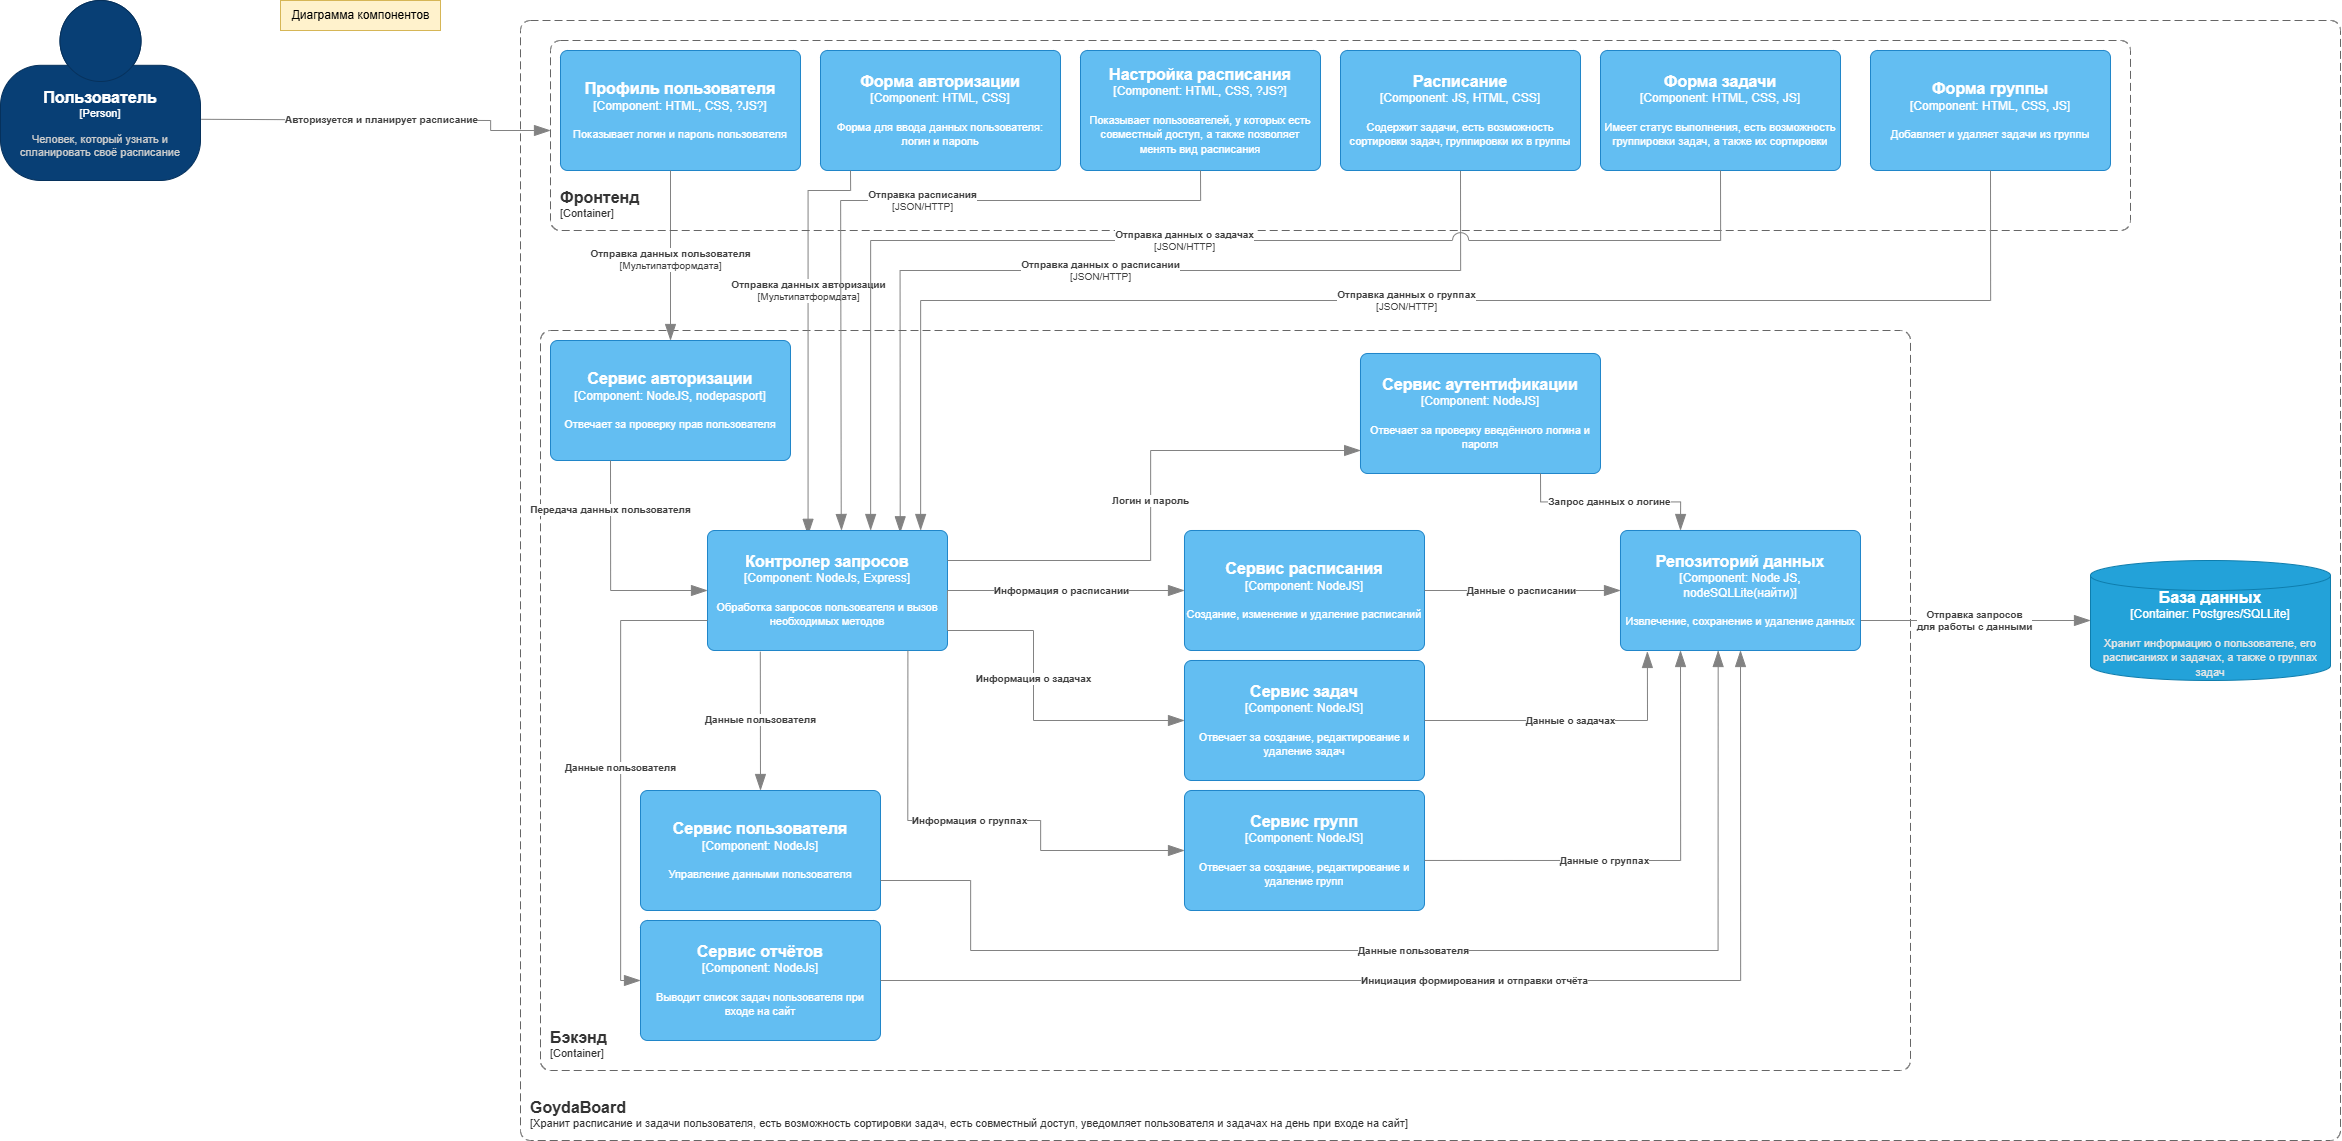 Диаграмма компонентов
Пользователь
[Person]
Человек, который узнать и
спланировать своё расписание
Авторизуется и планирует расписание
Профиль пользователя
[Component: HTML, CSS, ?JS?]
Показывает логин и пароль пользователя
Форма авторизации
[Component: HTML, CSS]
Форма для ввода данных пользователя:
логин и пароль
Настройка расписания
[Component: HTML, CSS, ?JS?]
Показывает пользователей, у которых есть
совместный доступ, а также позволяет
менять вид расписания
Расписание
[Component: JS, HTML, CSS]
Содержит задачи, есть возможность
сортировки задач, группировки их в группы
Форма задачи
[Component: HTML, CSS, JS]
Имеет статус выполнения, есть возможность
группировки задач, а также их сортировки
Форма группы
[Component: HTML, CSS, JS]
Добавляет и удаляет задачи из группы
Фронтенд
[Container]
Отправка расписания
[JSON/HTTP]
Отправка данных о задачах
[JSON/HTTP]
Отправка данных пользователя
[Мультипатформдата]
Отправка данных о расписании
[JSON/HTTP]
Отправка данных авторизации
[Мультипатформдата]
Отправка данных о группах
[JSON/HTTP]
Сервис авторизации
[Component: NodeJS, nodepasport]
Отвечает за проверку прав пользователя
Сервис аутентификации
[Component: NodeJS]
Отвечает за проверку введённого логина и
пароля
Логин и пароль
Запрос данных о логине
Передача данных пользователя
Контролер запросов
[Component: NodeJs, Express]
Обработка запросов пользователя и вызов
необходимых методов
Информация о расписании
Сервис расписания
[Component: NodeJS]
Создание, изменение и удаление расписаний
Данные о расписании
Репозиторий данных
[Component: Node JS,
nodeSQLLite(найти)]
Извлечение, сохранение и удаление данных
Отправка запросов
для работы с данными
База данных
[Container: Postgres/SQLLite]
Хранит информацию о пользователе, его
расписаниях и задачах, а также о группах
задач
Информация о задачах
Сервис задач
[Component: NodeJS]
Отвечает за создание, редактирование и
удаление задач
Данные о задачах
Данные пользователя
Данные пользователя
Сервис пользователя
[Component: NodeJs]
Управление данными пользователя
Информация о группах
Сервис групп
[Component: NodeJS]
Отвечает за создание, редактирование и
удаление групп
Данные о группах
Данные пользователя
Сервис отчётов
[Component: NodeJs]
Выводит список задач пользователя при
входе на сайт
Инициация формирования и отправки отчёта
Бэкэнд
[Container]
GoydaBoard
[Хранит расписание и задачи пользователя, есть возможность сортировки задач, есть совместный доступ, уведомляет пользователя и задачах на день при входе на сайт]